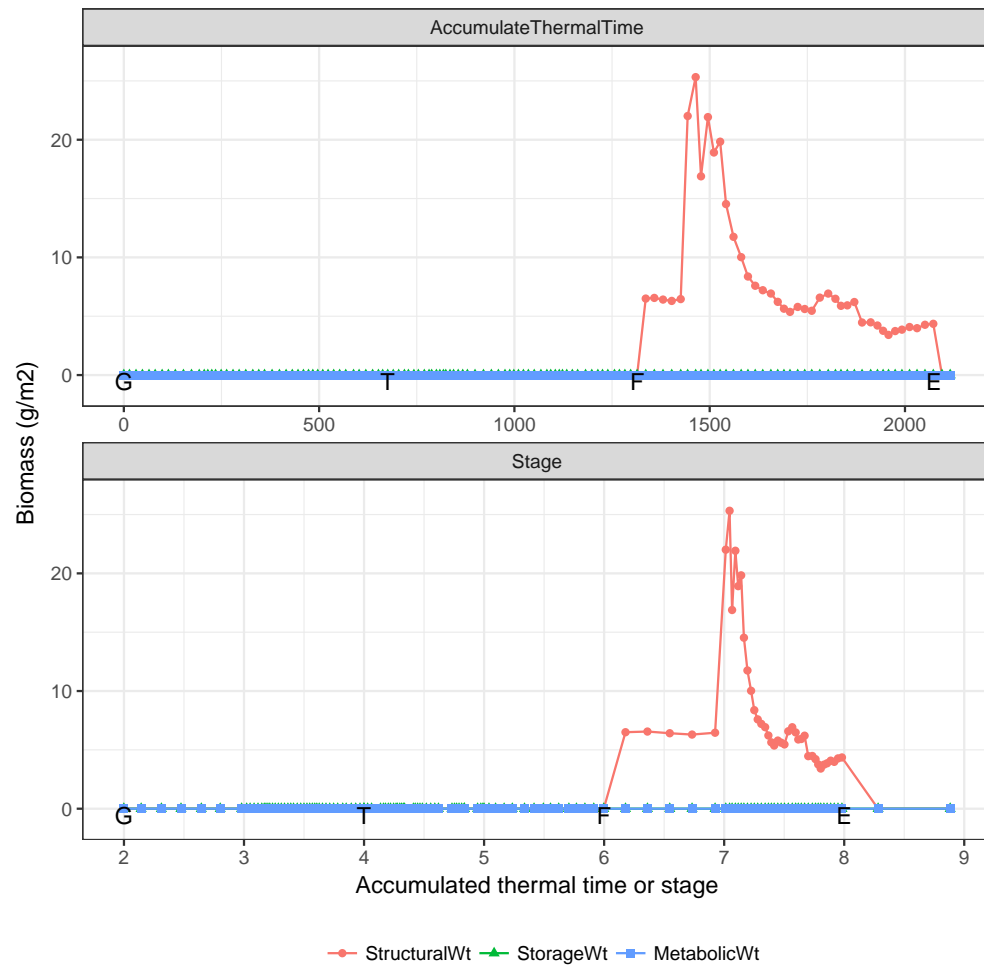 AccumulateThermalTime
20
10
0
G T F E
0 500 1000 1500 2000
Biomass (g/m2)
Stage
20
10
0
G T F E
2 3 4 5 6 7 8 9
Accumulated thermal time or stage
StructuralWt StorageWt MetabolicWt